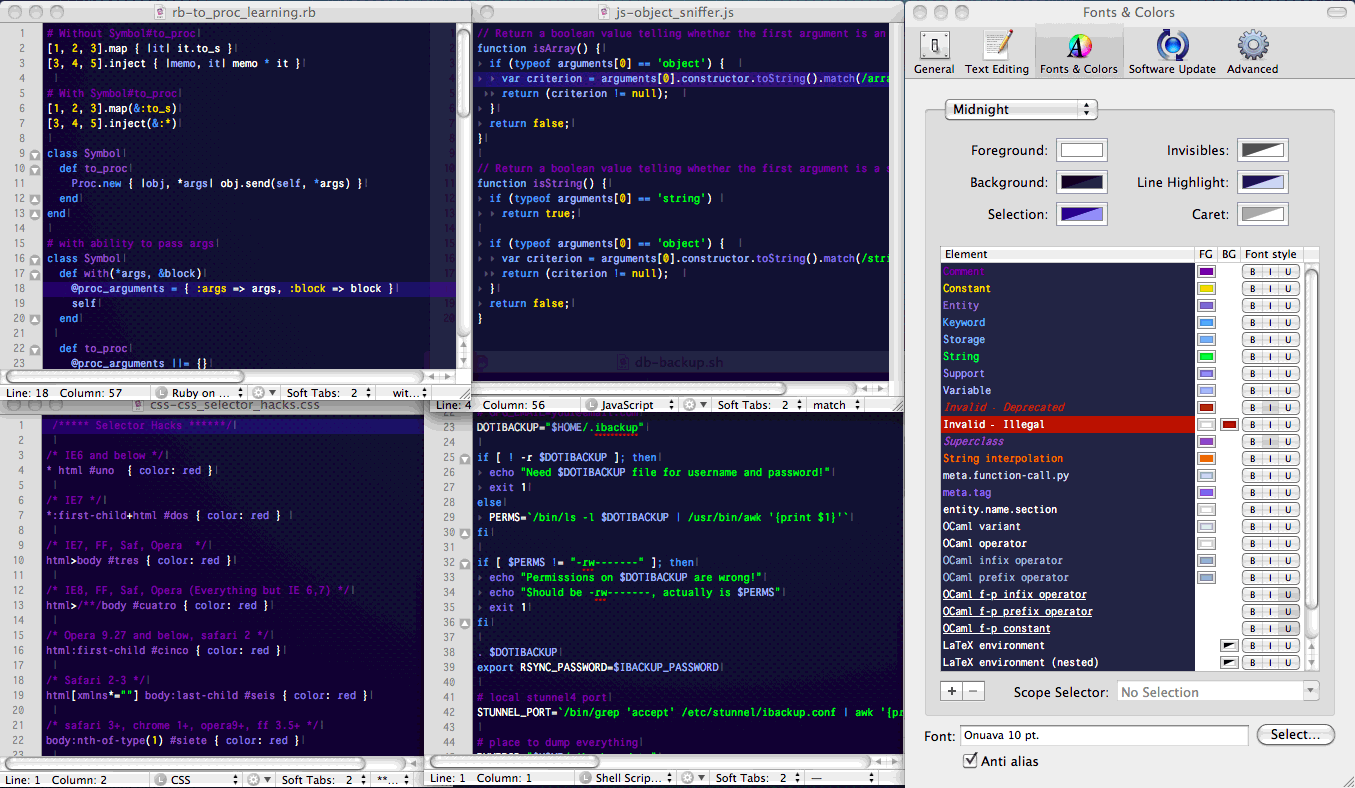 rb-to_proc_learning.rb
1 # Without Symbol#to_proc
2 [1, 2, 3].map { |it| it.to_s }
3 [3, 4, 5].inject { |memo, it| memo * it }
4
5 # With Symbol#to_proc
6 [1, 2, 3].map(&:to_s)
7 [3, 4, 5].inject(&:*)
8
9 class Symbol
10 def to_proc
11 Proc.new { |obj, *args| obj.send(self, *args) }
12 end
13 end
14
15 # with ability to pass args
16 class Symbol
17 def with(*args, &block)
18 @proc_arguments = { :args => args, :block => block }
19 self
20 end
21
22 def to_proc
23 @proc_arguments ||= {}
Line: 18 Column: 57 L Ruby on ... Soft Tabs: 2 wit...
js-object_sniffer.js
// Return a boolean value telling whether the first argument is an
function isArray() {
if (typeof arguments[0] == 'object') {
var criterion = arguments[0].constructor.toString().match(/arra
return (criterion != null);
}
return false;
}
// Return a boolean value telling whether the first argument is a s
function isString() {
if (typeof arguments[0] == 'string')
return true;
if (typeof arguments[0] == 'object') {
var criterion = arguments[0].constructor.toString().match(/stri
return (criterion != null);
}
return false;
}
db-backup.sh
Line: 4 Column: 56 L JavaScript Soft Tabs: 2 match
css-css_selector_hacks.css
1 /***** Selector Hacks ******/
2
3 /* IE6 and below */
4 * html #uno { color: red }
5
6 /* IE7 */
7 *:first-child+html #dos { color: red }
8
9 /* IE7, FF, Saf, Opera */
10 html>body #tres { color: red }
11
12 /* IE8, FF, Saf, Opera (Everything but IE 6,7) */
13 html>/**/body #cuatro { color: red }
14
15 /* Opera 9.27 and below, safari 2 */
16 html:first-child #cinco { color: red }
17
18 /* Safari 2-3 */
19 html[xmlns*=""] body:last-child #seis { color: red }
20
21 /* safari 3+, chrome 1+, opera9+, ff 3.5+ */
22 body:nth-of-type(1) #siete { color: red }
23
Line: 1 Column: 2 L CSS Soft Tabs: 2 **...
22
23 DOTIBACKUP="$HOME/.ibackup"
24
25 if [ ! -r $DOTIBACKUP ]; then
26 echo "Need $DOTIBACKUP file for username and password!"
27 exit 1
28 else
29 PERMS=`/bin/ls -l $DOTIBACKUP | /usr/bin/awk '{print $1}'`
30 fi
31
32 if [ $PERMS != "-rw-------" ]; then
33 echo "Permissions on $DOTIBACKUP are wrong!"
34 echo "Should be -rw-------, actually is $PERMS"
35 exit 1
36 fi
37
38 . $DOTIBACKUP
39 export RSYNC_PASSWORD=$IBACKUP_PASSWORD
40
41 # local stunnel4 port
42 STUNNEL_PORT=`/bin/grep 'accept' /etc/stunnel/ibackup.conf | awk '{pr
43
44 # place to dump everything
Line: 1 Column: 1 L Shell Scrip... Soft Tabs: 2 —
Fonts & Colors
General Text Editing Fonts & Colors Software Update Advanced
Midnight
Foreground: Invisibles:
Background: Line Highlight:
Selection: Caret:
Element FG BG Font style
Comment B I U
Constant B I U
Entity B I U
Keyword B I U
Storage B I U
String B I U
Support B I U
Variable B I U
Invalid - Deprecated B I U
Invalid - Illegal B I U
Superclass B I U
String interpolation B I U
meta.function-call.py B I U
meta.tag B I U
entity.name.section B I U
OCaml variant B I U
OCaml operator B I U
OCaml infix operator B I U
OCaml prefix operator B I U
OCaml f-p infix operator B I U
OCaml f-p prefix operator B I U
OCaml f-p constant B I U
LaTeX environment B I U
LaTeX environment (nested) B I U
+ − Scope Selector: No Selection
Font: Onuava 10 pt. Select...
Anti alias